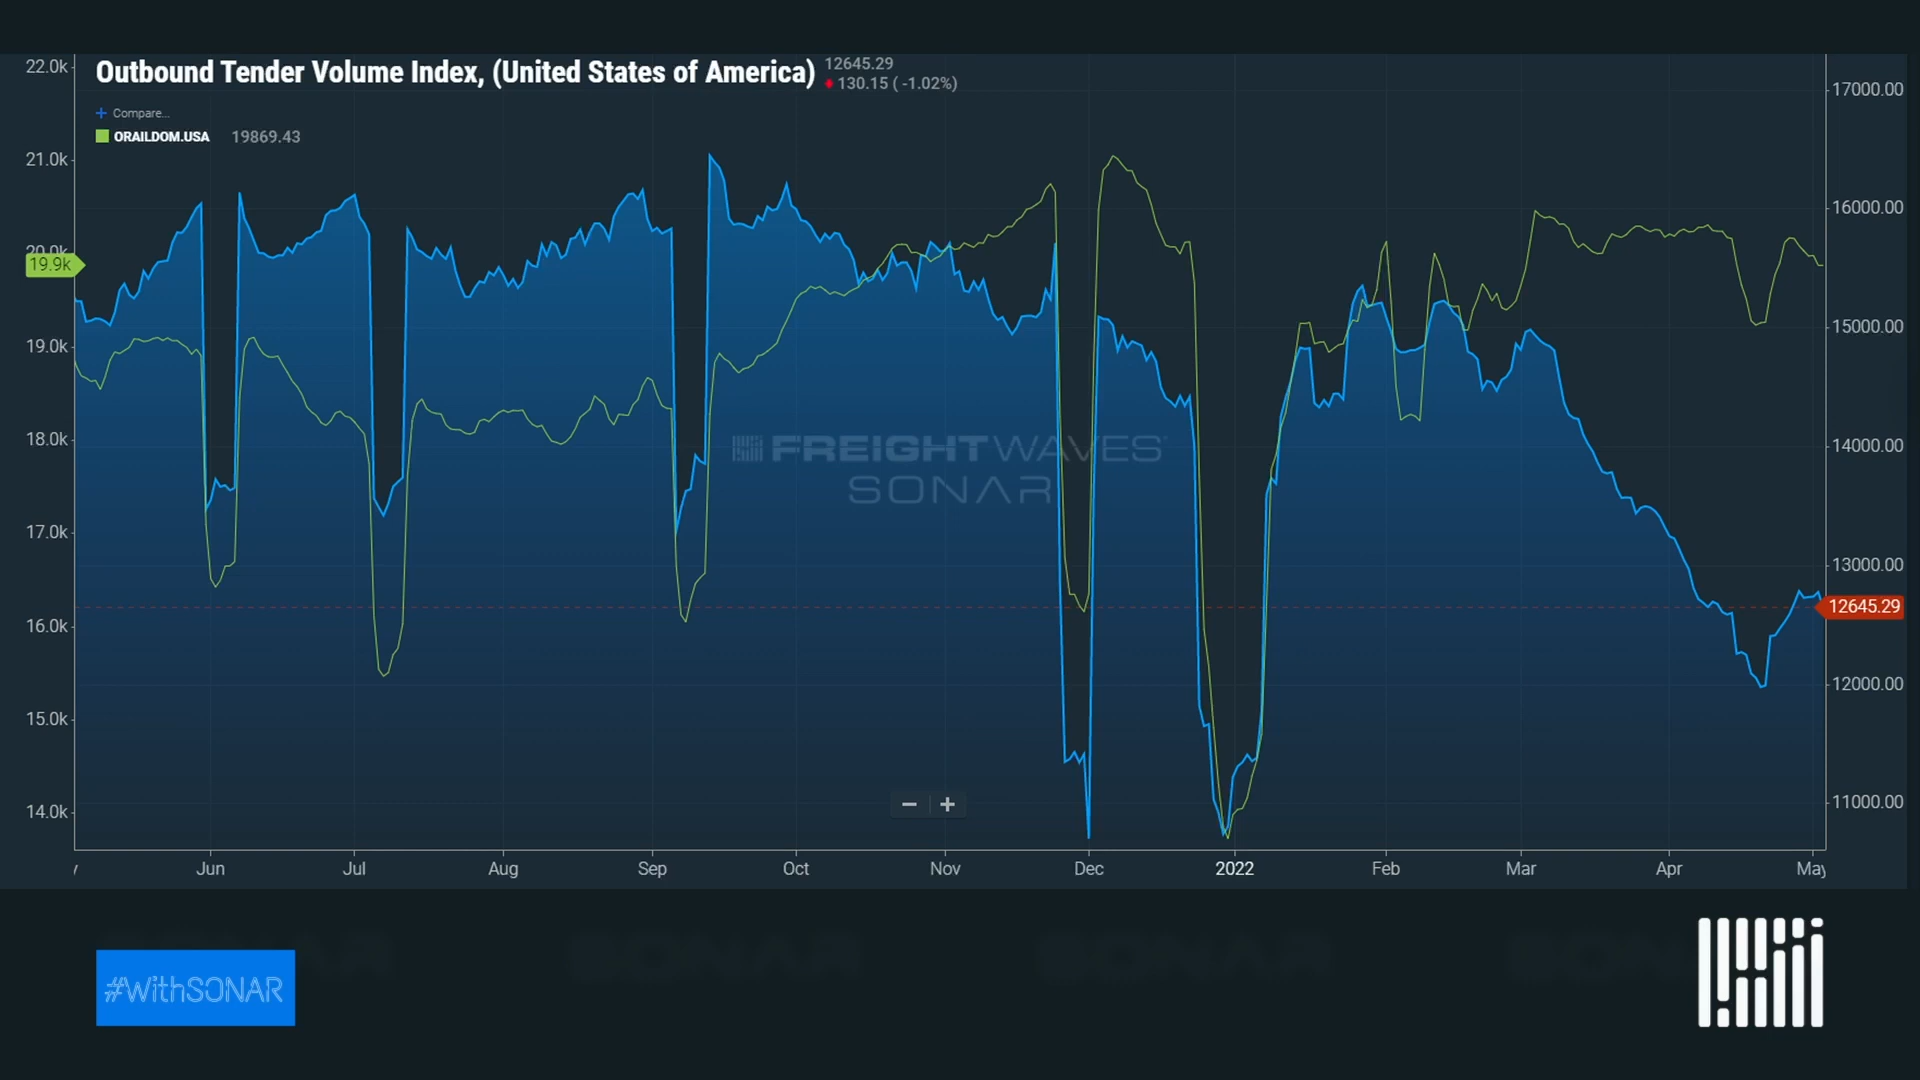 Outbound Tender Volume Index, (United States of America) 12645.29
130.15 ( -1.02%)
+ Compare...
ORAILDOM.USA 19869.43
22.0k
21.0k
20.0k
19.9k
19.0k
18.0k
17.0k
16.0k
15.0k
14.0k
17000.00
16000.00
15000.00
14000.00
13000.00
12645.29
12000.00
11000.00
FREIGHTWAVES
SONAR
− +
Jun Jul Aug Sep Oct Nov Dec 2022 Feb Mar Apr May
#WithSONAR